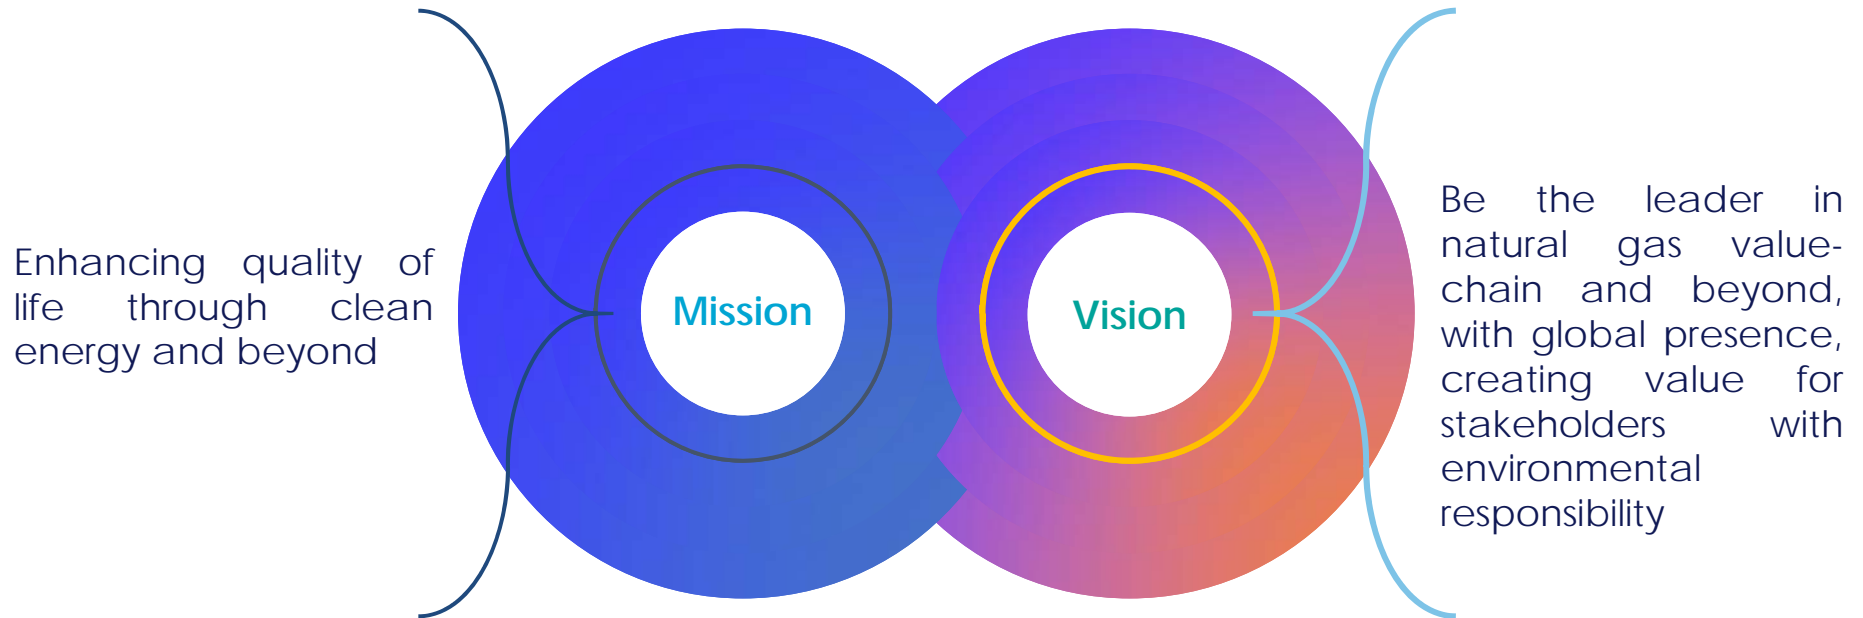 Enhancing quality of
life through clean
energy and beyond
Mission
Vision
Be the leader in
natural gas value-
chain and beyond,
with global presence,
creating value for
stakeholders with
environmental
responsibility